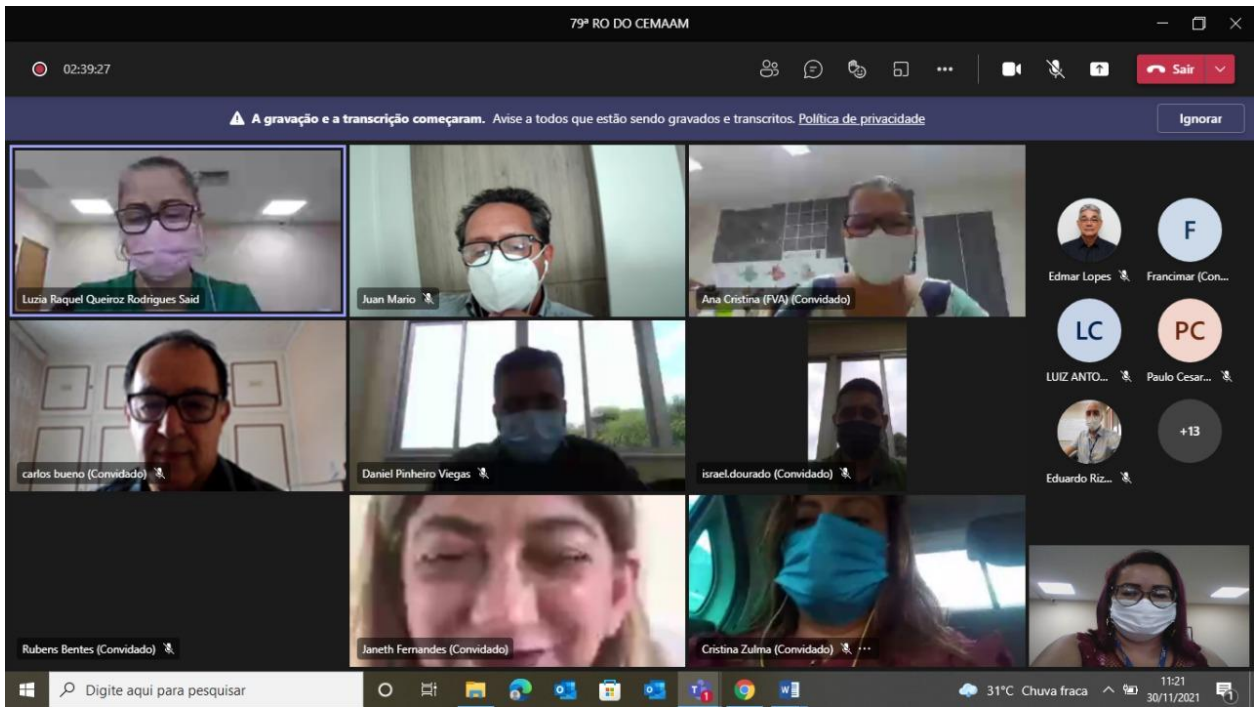 79ª RO DO CEMAAM
02:39:27
Sair
A gravação e a transcrição começaram. Avise a todos que estão sendo gravados e transcritos. Política de privacidade
Ignorar
Luzia Raquel Queiroz Rodrigues Said
Juan Mario
Ana Cristina (FVA) (Convidado)
F
Edmar Lopes
Francimar (Con...
LC
PC
LUIZ ANTO...
Paulo Cesar...
carlos bueno (Convidado)
Daniel Pinheiro Viegas
israel.dourado (Convidado)
+13
Eduardo Riz...
Rubens Bentes (Convidado)
Janeth Fernandes (Convidado)
Cristina Zulma (Convidado)
Digite aqui para pesquisar
31°C Chuva fraca
11:21
30/11/2021